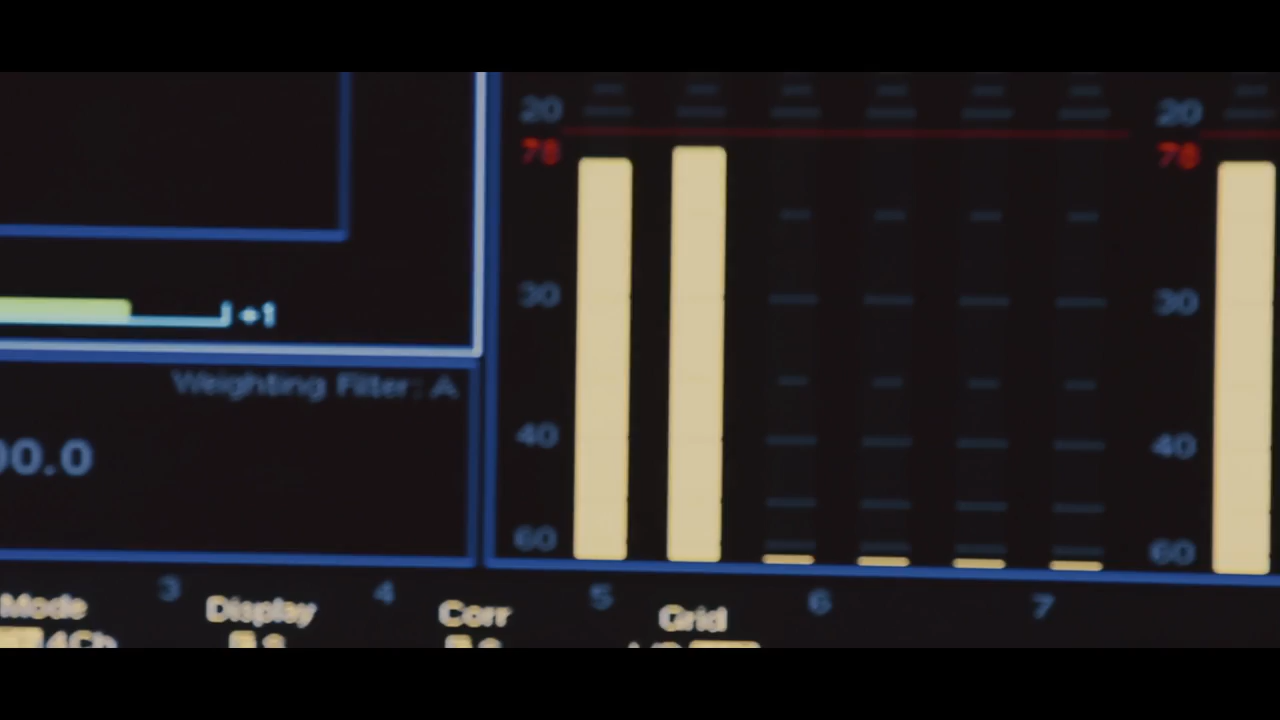 20 20
78 78
30 30
+1
Weighting Filter: A
40 40
00.0
60 60
3 4 5 6 7
Mode Display Corr Grid
4Ch